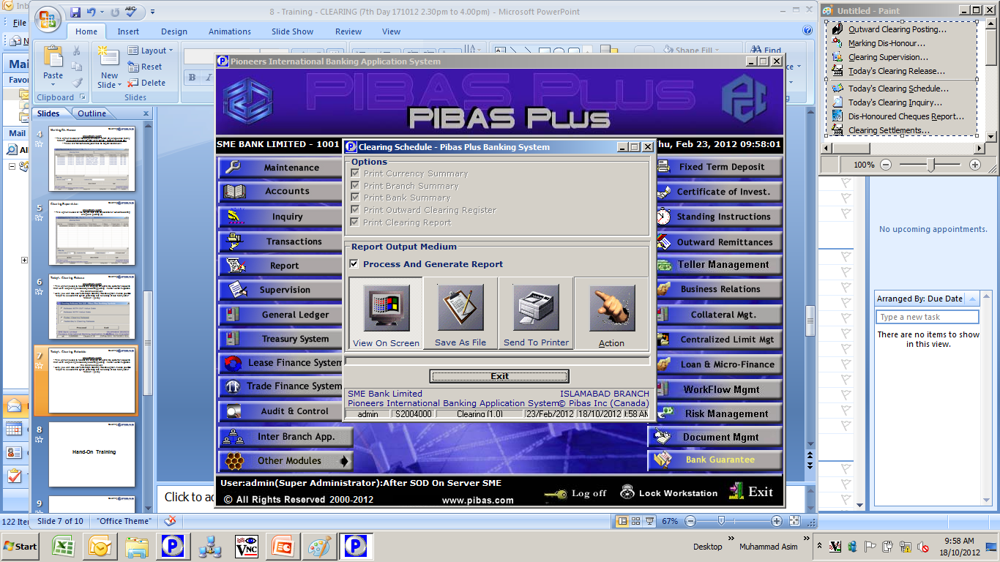 Inb
8 - Training - CLEARING (7th Day 171012 2.30pm to 4.00pm) - Microsoft PowerPoint
Untitled - Paint
File
Home Insert Design Animations Slide Show Review View
Layout
Reset
Delete
Paste
New
Slide
Clipboard
Slides
Shape Fill
Find
Mai
Favor
Mail
All
Outward Clearing Posting...
Marking Dis-Honour...
Clearing Supervision...
Today's Clearing Release...
Today's Clearing Schedule...
Today's Clearing Inquiry...
Dis-Honoured Cheques Report...
Clearing Settlements...
100%
Slides Outline
4
5
6
7
8
Hand-On Training
9
Pioneers International Banking Application System
PIBAS PLUS
PIBAS PLUS
SME BANK LIMITED - 1001
hu, Feb 23, 2012 09:58:01
Maintenance
Accounts
Inquiry
Transactions
Report
Supervision
General Ledger
Treasury System
Lease Finance System
Trade Finance System
Audit & Control
Inter Branch App.
Other Modules
Clearing Schedule - Pibas Plus Banking System
Options
Print Currency Summary
Print Branch Summary
Print Bank Summary
Print Outward Clearing Register
Print Clearing Report
Report Output Medium
Process And Generate Report
View On Screen Save As File Send To Printer Action
Exit
SME Bank Limited ISLAMABAD BRANCH
Pioneers International Banking Application System© Pibas Inc (Canada)
admin S2004000 Clearing (1.0) 23/Feb/2012 18/10/2012
Fixed Term Deposit
Certificate of Invest.
Standing Instructions
Outward Remittances
Teller Management
Business Relations
Collateral Mgt.
Centralized Limit Mgt
Loan & Micro-Finance
WorkFlow Mgmt
Risk Management
Document Mgmt
Bank Guarantee
User:admin(Super Administrator):After SOD On Server SME
© All Rights Reserved 2000-2012
www.pibas.com
Log off Lock Workstation Exit
No upcoming appointments.
Arranged By: Due Date
Type a new task
There are no items to show
in this view.
Click to ad
122 Iter
Slide 7 of 10 "Office Theme"
67%
Start
Desktop Muhammad Asim
9:58 AM
18/10/2012